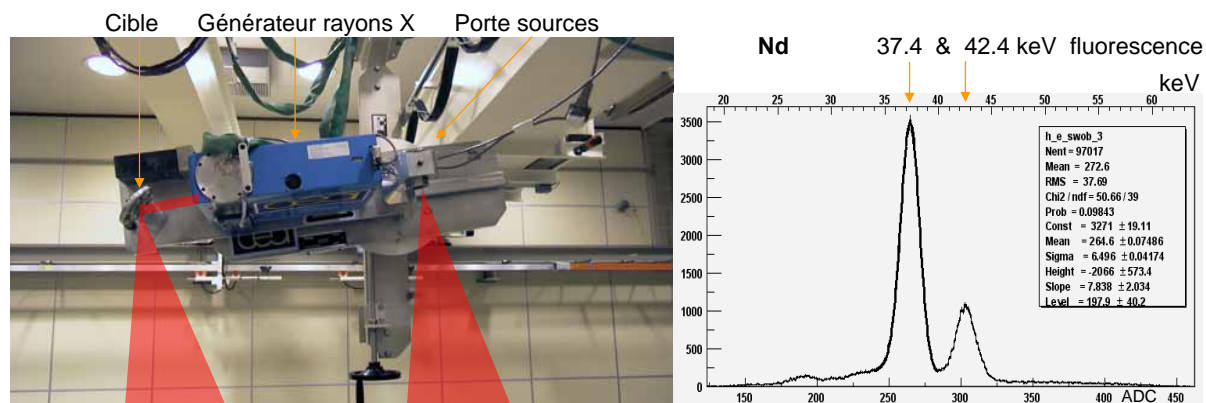 Cible Générateur rayons X Porte sources
Nd 37.4 & 42.4 keV fluorescence
keV
20 25 30 35 40 45 50 55 60
3500
3000
2500
2000
1500
1000
500
0
h_e_swob_3
Nent = 97017
Mean = 272.6
RMS = 37.69
Chi2 / ndf = 50.66 / 39
Prob = 0.09843
Const = 3271 ± 19.11
Mean = 264.6 ± 0.07486
Sigma = 6.496 ± 0.04174
Height = -2066 ± 573.4
Slope = 7.838 ± 2.034
Level = 197.9 ± 40.2
150 200 250 300 350 400 ADC 450